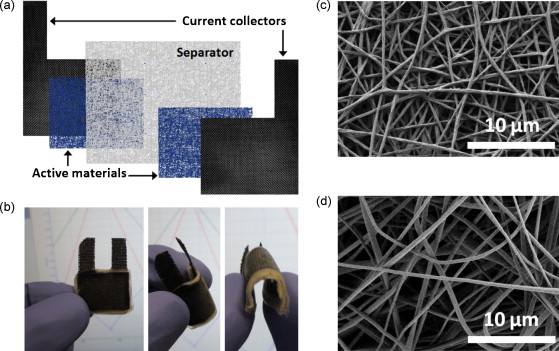 (a)
Current collectors
Separator
Active materials
(b)
(c)
10 µm
(d)
10 µm